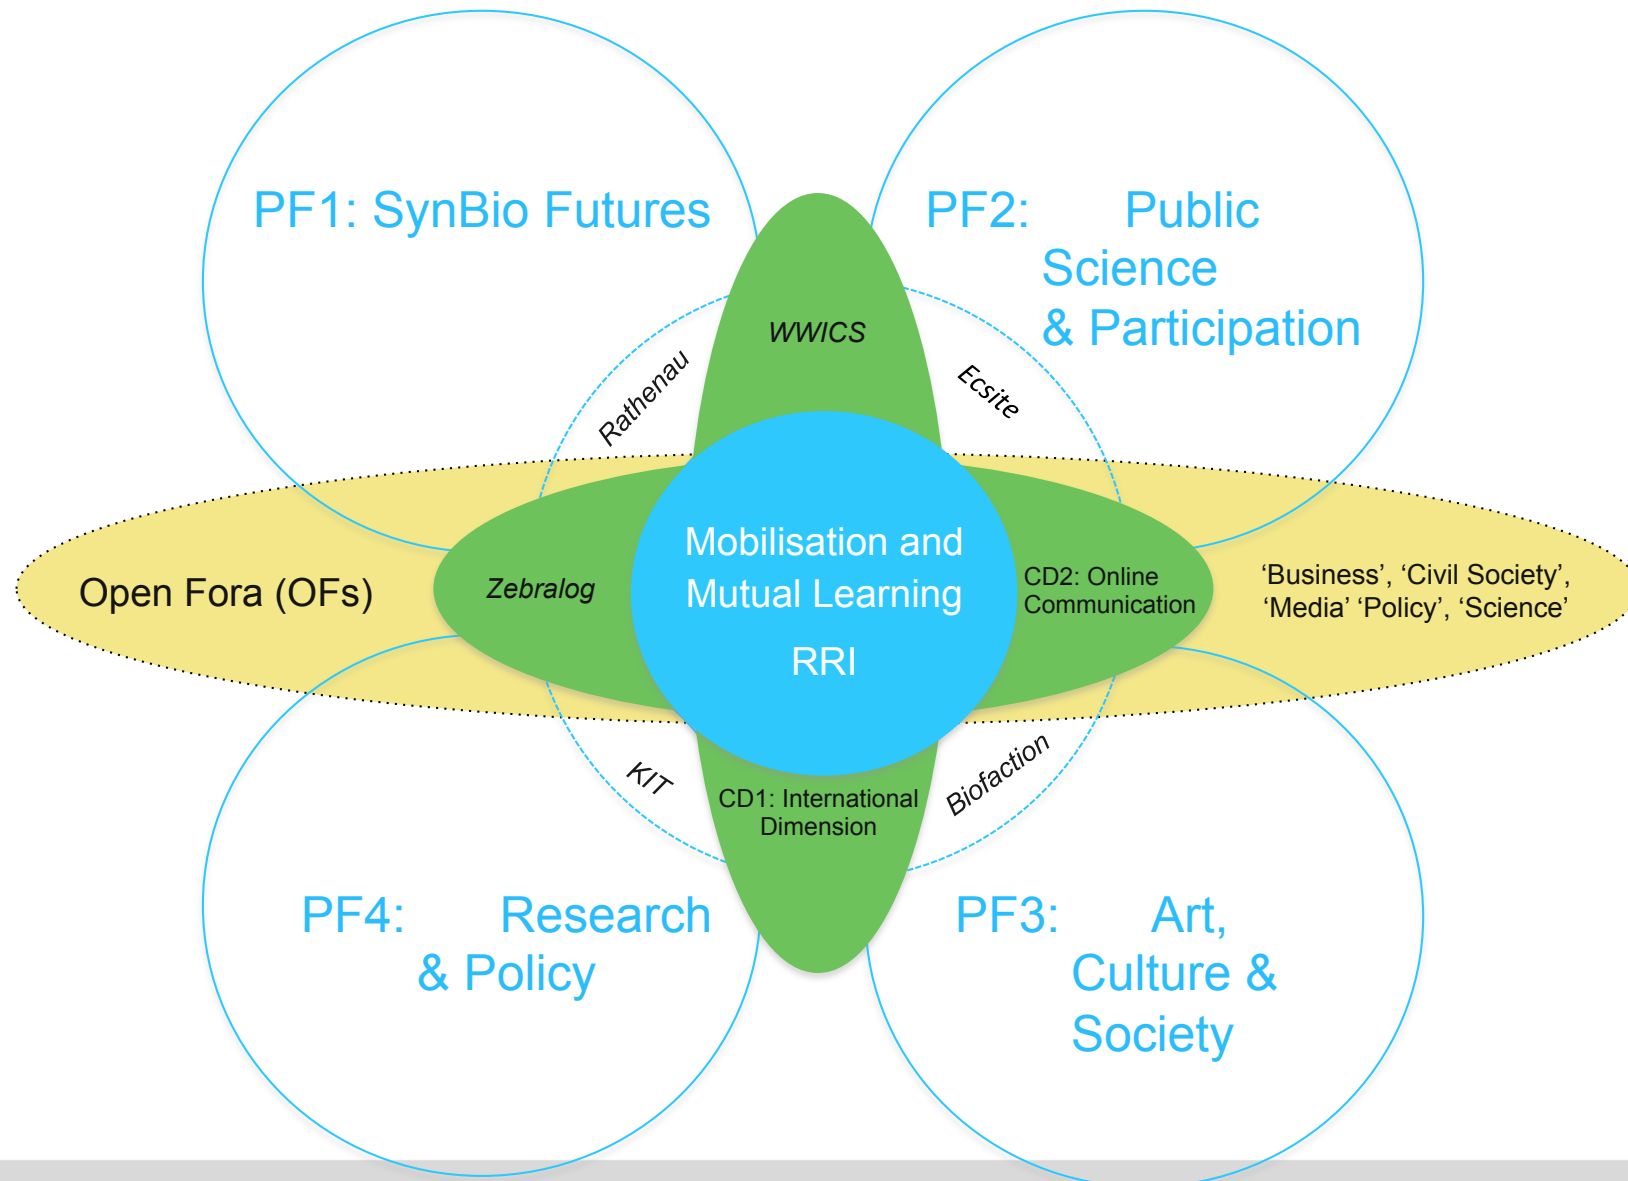 PF1: SynBio Futures
PF2: Public
Science
& Participation
WWICS
Rathenau
Ecsite
Mobilisation and
Mutual Learning
RRI
Open Fora (OFs)
Zebralog
CD2: Online
Communication
‘Business’, ‘Civil Society’,
‘Media’ ‘Policy’, ‘Science’
KIT
Biofaction
CD1: International
Dimension
PF4: Research
& Policy
PF3: Art,
Culture &
Society